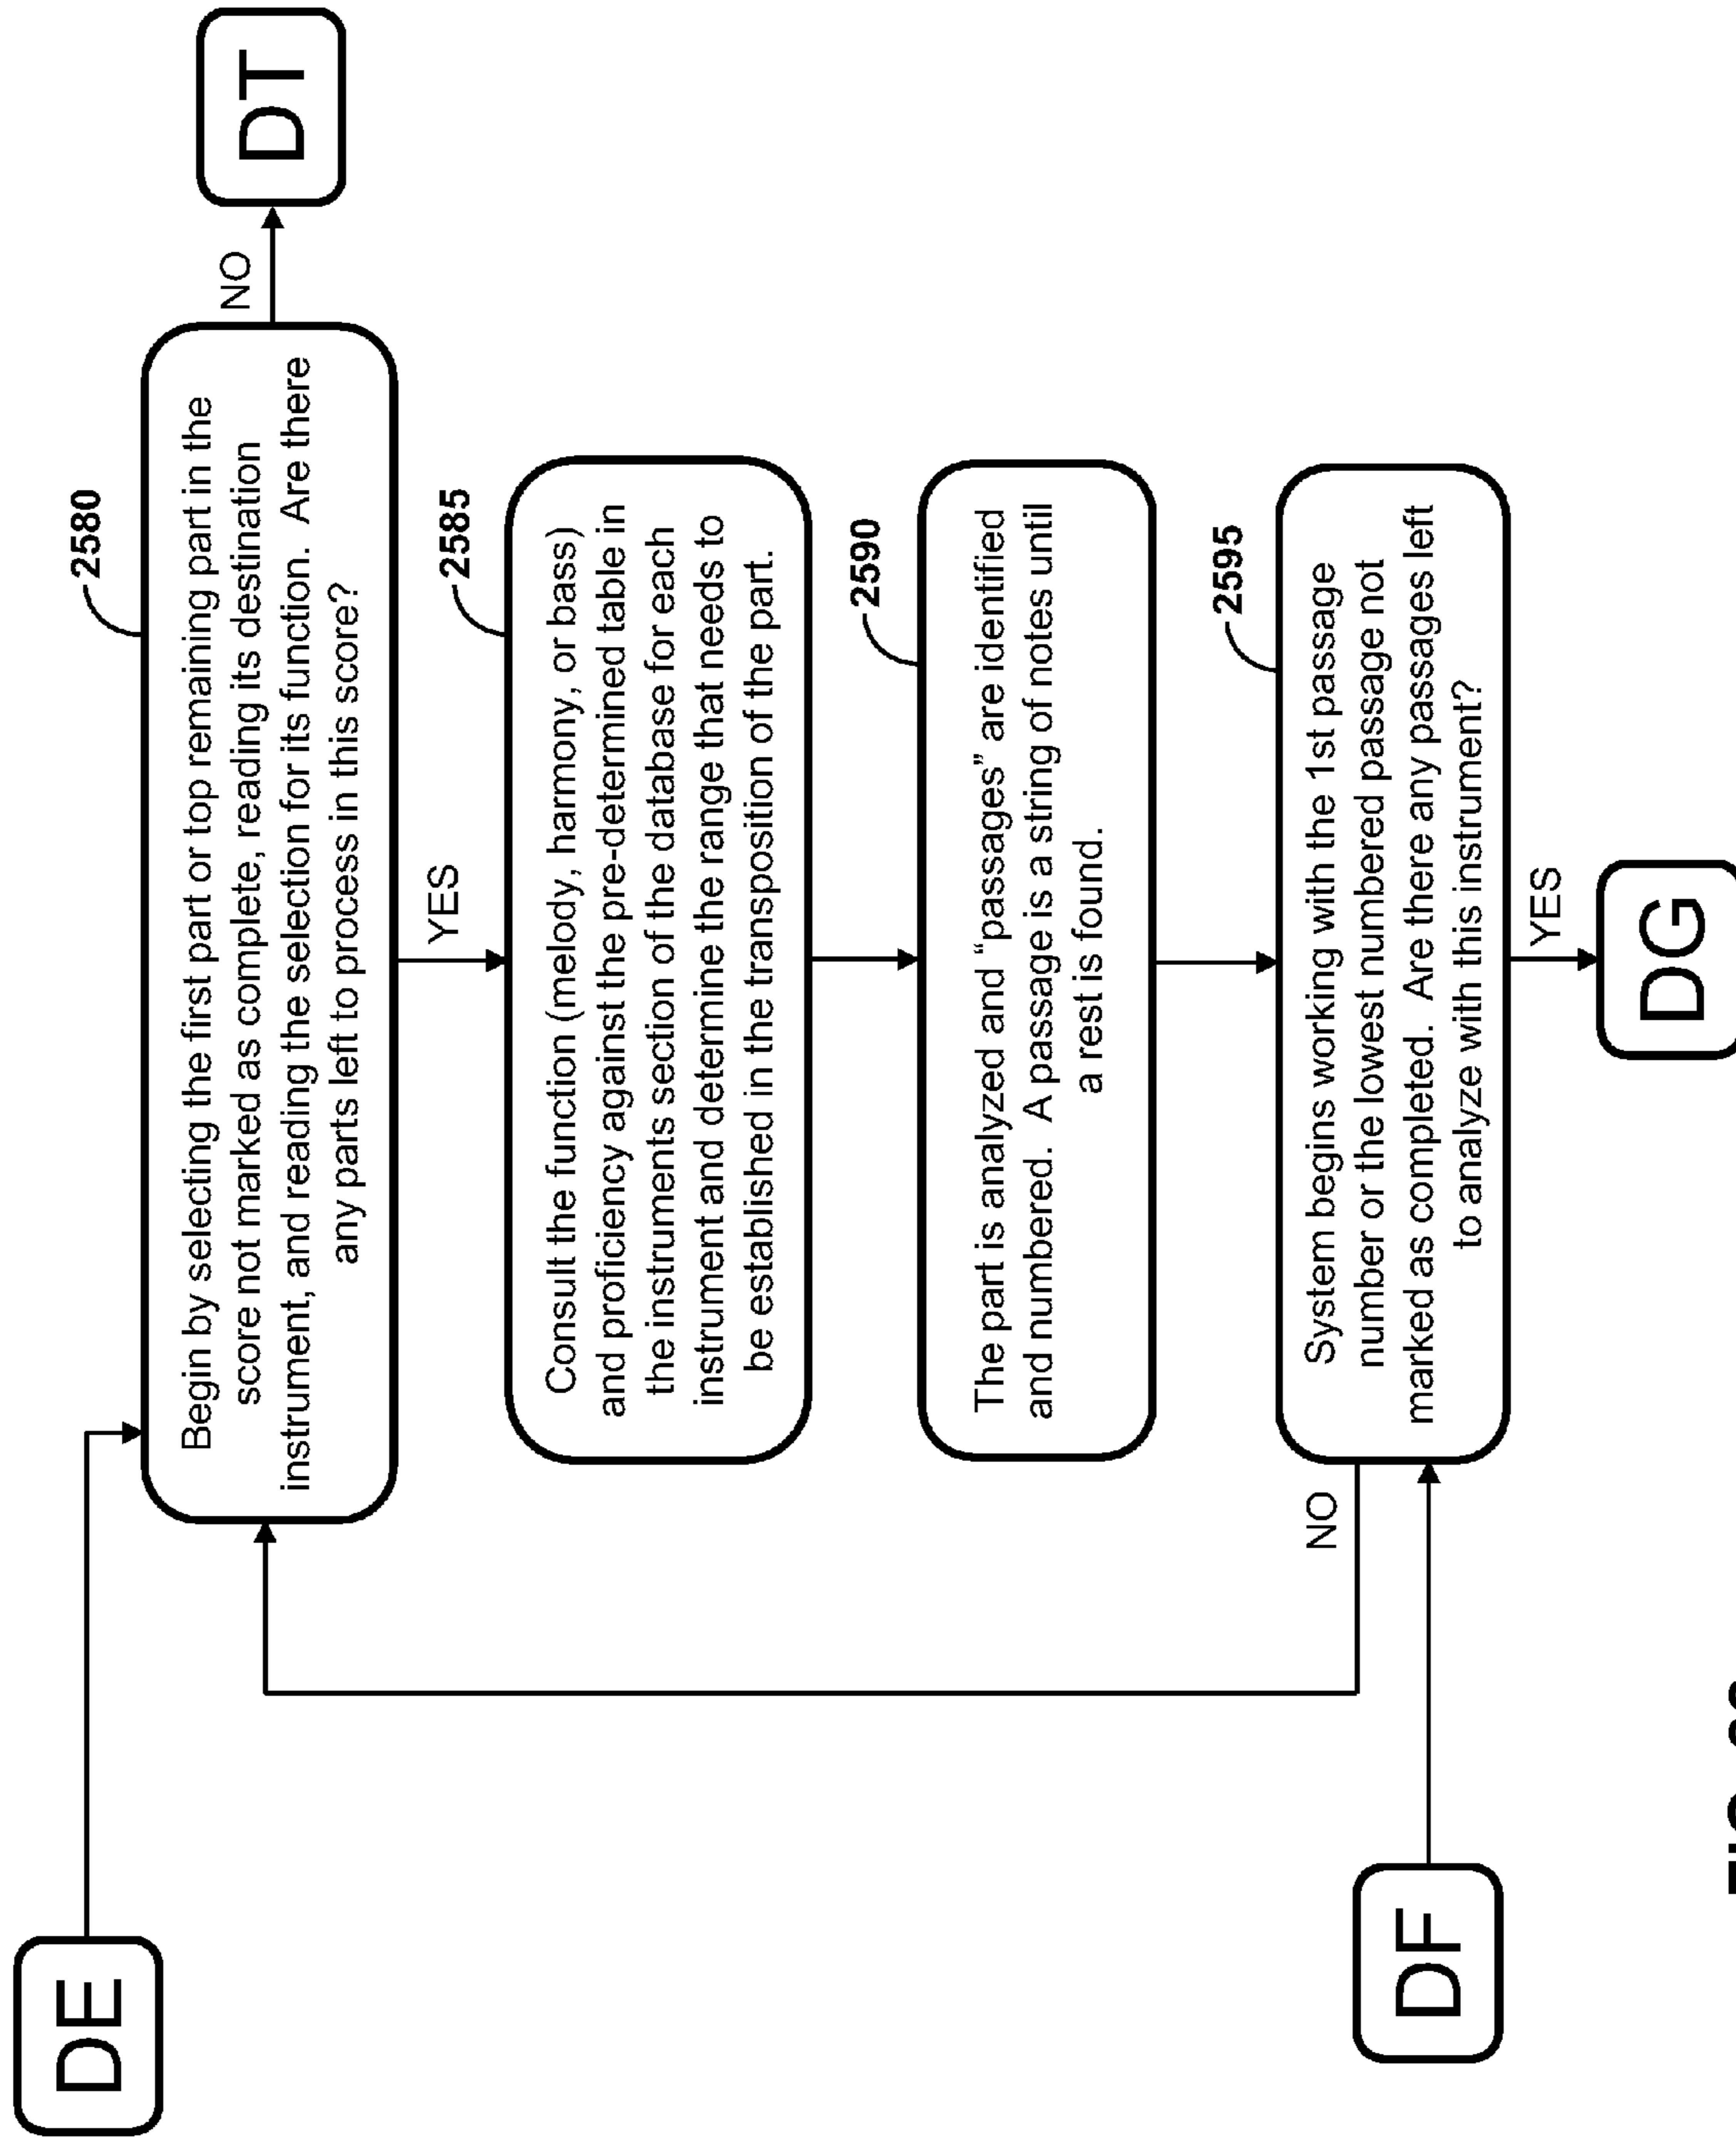 DE
2580
Begin by selecting the first part or top remaining part in the
score not marked as complete, reading its destination
instrument, and reading the selection for its function. Are there
any parts left to process in this score?
NO
DT
YES
2585
Consult the function (melody, harmony, or bass)
and proficiency against the pre-determined table in
the instruments section of the database for each
instrument and determine the range that needs to
be established in the transposition of the part.
2590
The part is analyzed and “passages” are identified
and numbered. A passage is a string of notes until
a rest is found.
2595
System begins working with the 1st passage
number or the lowest numbered passage not
marked as completed. Are there any passages left
to analyze with this instrument?
NO
DF
YES
DG